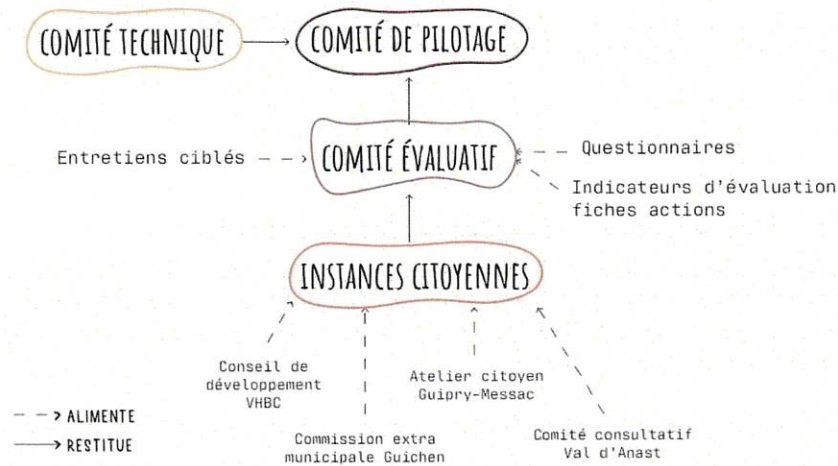 COMITÉ TECHNIQUE
COMITÉ DE PILOTAGE
Entretiens ciblés
COMITÉ ÉVALUATIF
Questionnaires
Indicateurs d'évaluation
fiches actions
INSTANCES CITOYENNES
Conseil de
développement
VHBC
Atelier citoyen
Guipry-Messac
Commission extra
municipale Guichen
Comité consultatif
Val d'Anast
ALIMENTE
RESTITUE